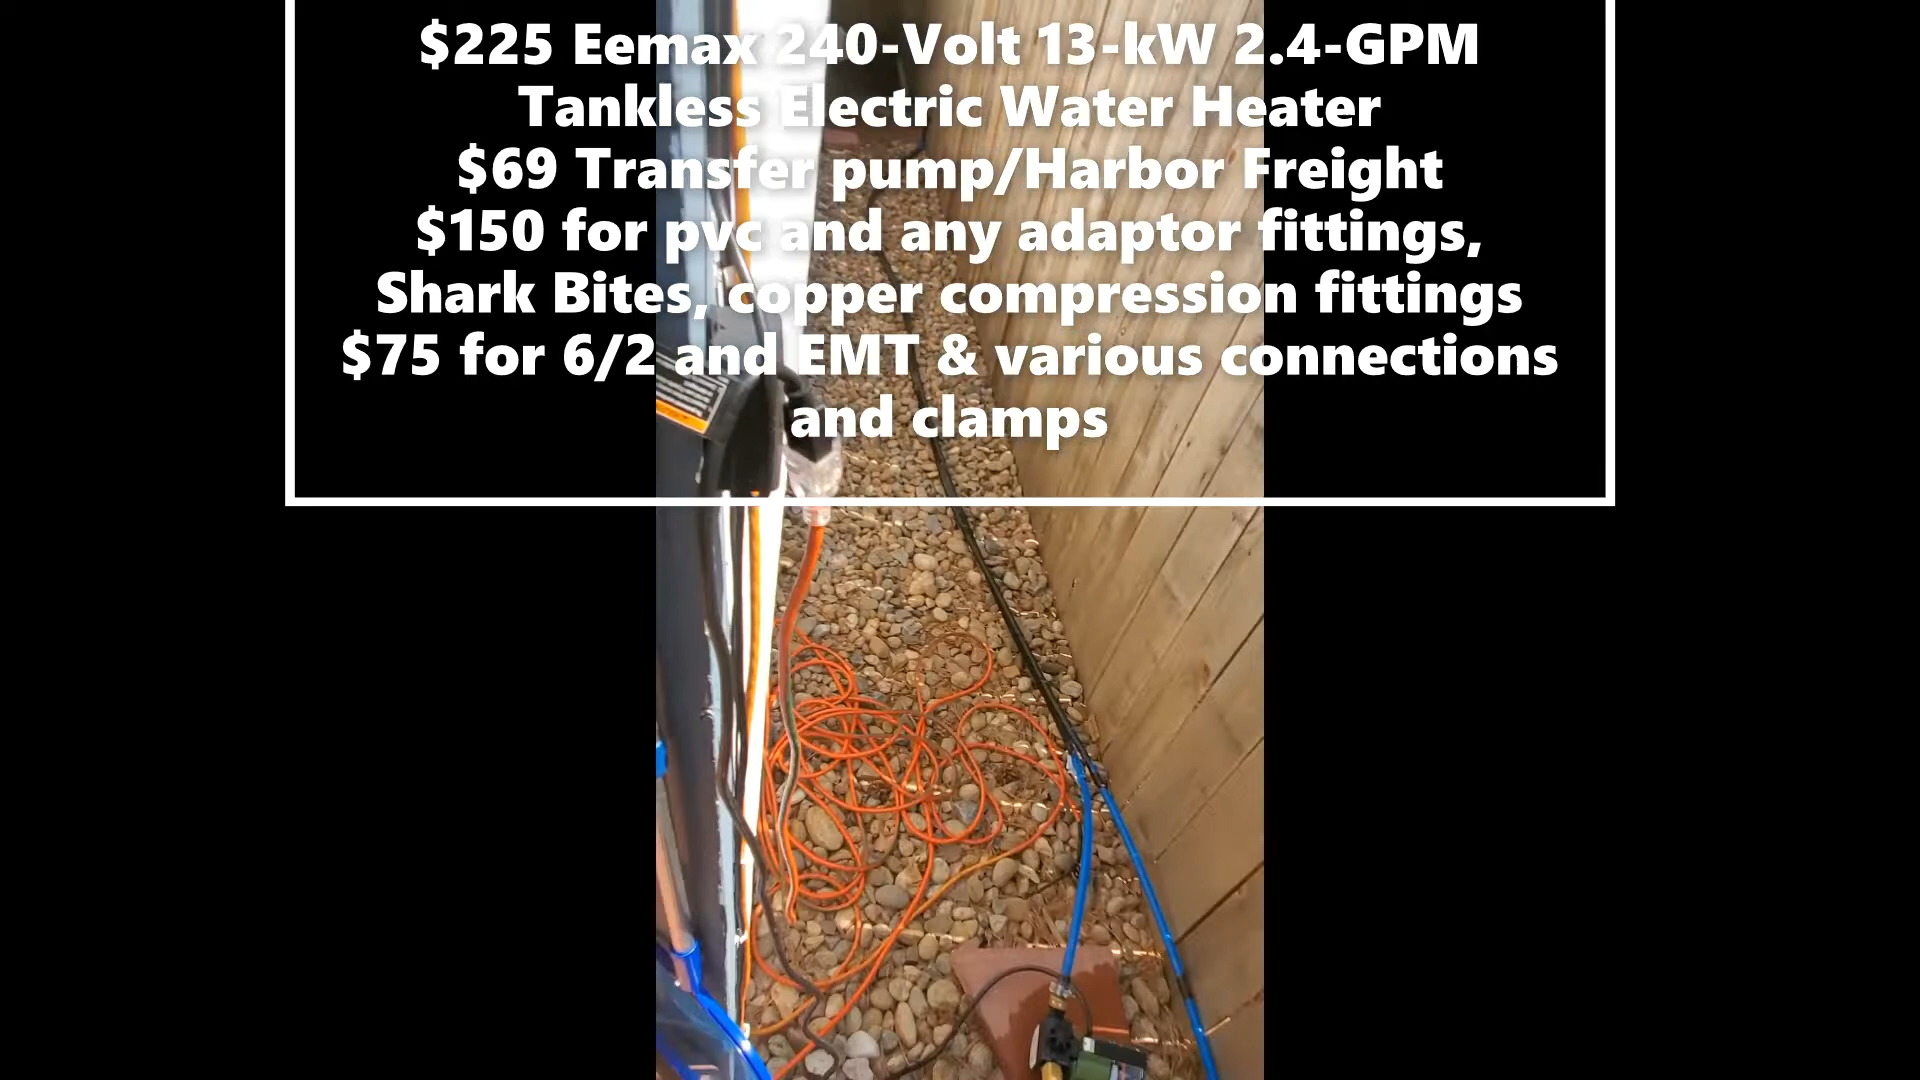 $225 Eemax 240-Volt 13-kW 2.4-GPM
Tankless Electric Water Heater
$69 Transfer pump/Harbor Freight
$150 for pvc and any adaptor fittings,
Shark Bites, copper compression fittings
$75 for 6/2 and EMT & various connections
and clamps